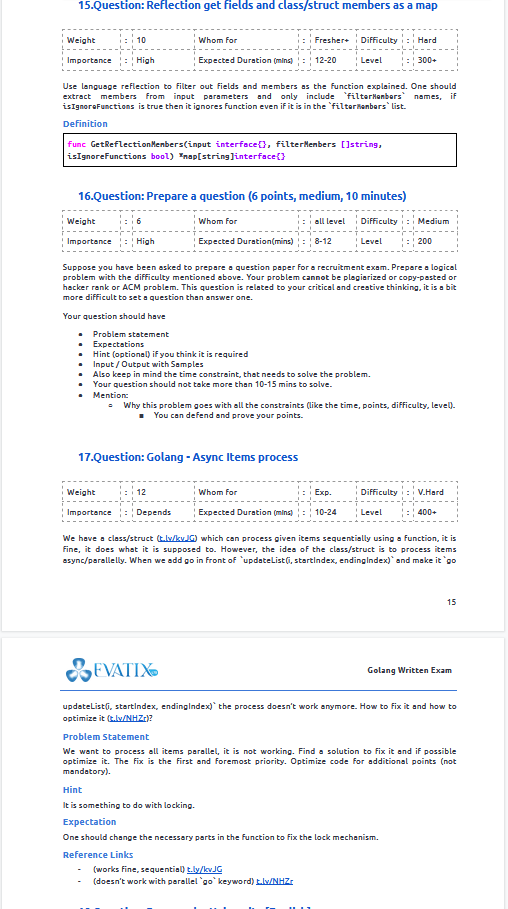 15.Question: Reflection get fields and class/struct members as a map
Weight : 10 Whom for : Fresher+ Difficulty : Hard
Importance : High Expected Duration (mins) : 12-20 Level : 300+
Use language reflection to filter out fields and members as the function explained. One should
extract members from input parameters and only include `filterMembers` names, if
isIgnoreFunctions is true then it ignores function even if it is in the `filterMembers` list.
Definition
func GetReflectionMembers(input interface{}, filterMembers []string,
isIgnoreFunctions bool) *map[string]interface{}
16.Question: Prepare a question (6 points, medium, 10 minutes)
Weight : 6 Whom for : all level Difficulty : Medium
Importance : High Expected Duration(mins) : 8-12 Level : 200
Suppose you have been asked to prepare a question paper for a recruitment exam. Prepare a logical
problem with the difficulty mentioned above. Your problem cannot be plagiarized or copy-pasted or
hacker rank or ACM problem. This question is related to your critical and creative thinking, it is a bit
more difficult to set a question than answer one.
Your question should have
• Problem statement
• Expectations
• Hint (optional) if you think it is required
• Input / Output with Samples
• Also keep in mind the time constraint, that needs to solve the problem.
• Your question should not take more than 10-15 mins to solve.
• Mention:
○ Why this problem goes with all the constraints (like the time, points, difficulty, level).
■ You can defend and prove your points.
17.Question: Golang - Async Items process
Weight : 12 Whom for : Exp. Difficulty : V.Hard
Importance : Depends Expected Duration (mins) : 10-24 Level : 400+
We have a class/struct (t.ly/kvJG) which can process given items sequentially using a function, it is
fine, it does what it is supposed to. However, the idea of the class/struct is to process items
async/parallelly. When we add go in front of `updateList(i, startIndex, endingIndex)` and make it `go
15
EVATIX
Golang Written Exam
updateList(i, startIndex, endingIndex)` the process doesn't work anymore. How to fix it and how to
optimize it (t.ly/NHZr)?
Problem Statement
We want to process all items parallel, it is not working. Find a solution to fix it and if possible
optimize it. The fix is the first and foremost priority. Optimize code for additional points (not
mandatory).
Hint
It is something to do with locking.
Expectation
One should change the necessary parts in the function to fix the lock mechanism.
Reference Links
- (works fine, sequential) t.ly/kvJG
- (doesn't work with parallel `go` keyword) t.ly/NHZr